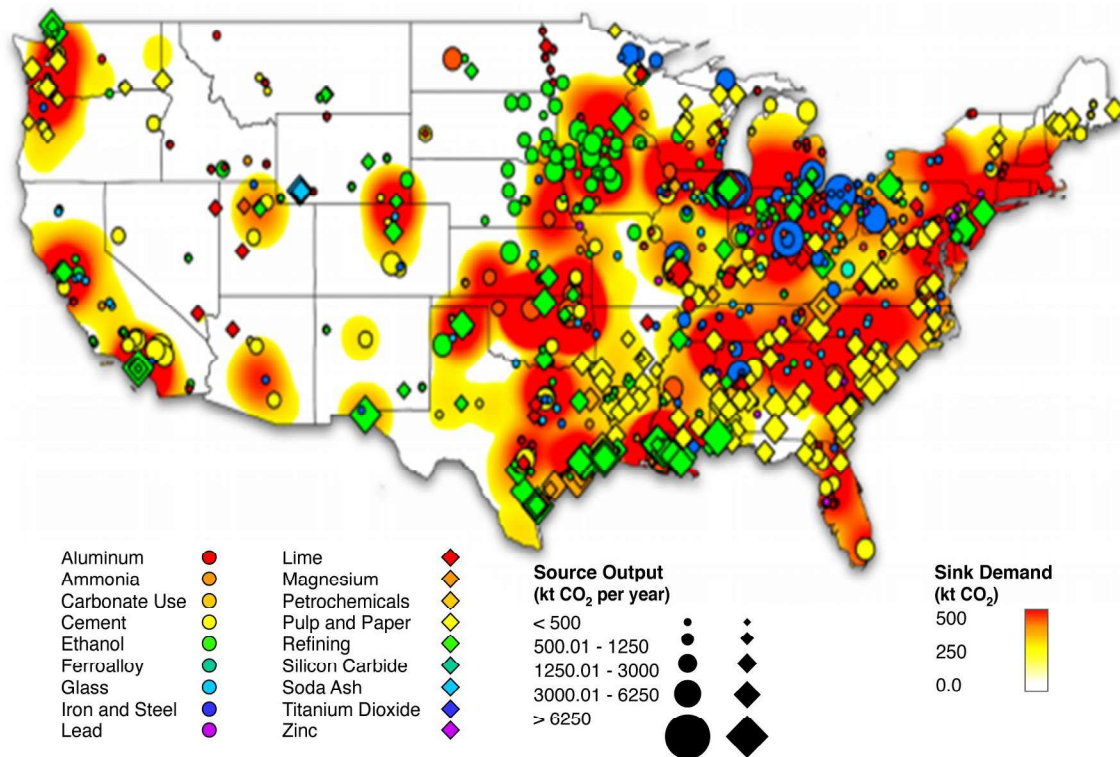 Aluminum
Ammonia
Carbonate Use
Cement
Ethanol
Ferroalloy
Glass
Iron and Steel
Lead
Lime
Magnesium
Petrochemicals
Pulp and Paper
Refining
Silicon Carbide
Soda Ash
Titanium Dioxide
Zinc
Source Output
(kt CO₂ per year)
< 500
500.01 - 1250
1250.01 - 3000
3000.01 - 6250
> 6250
Sink Demand
(kt CO₂)
500
250
0.0